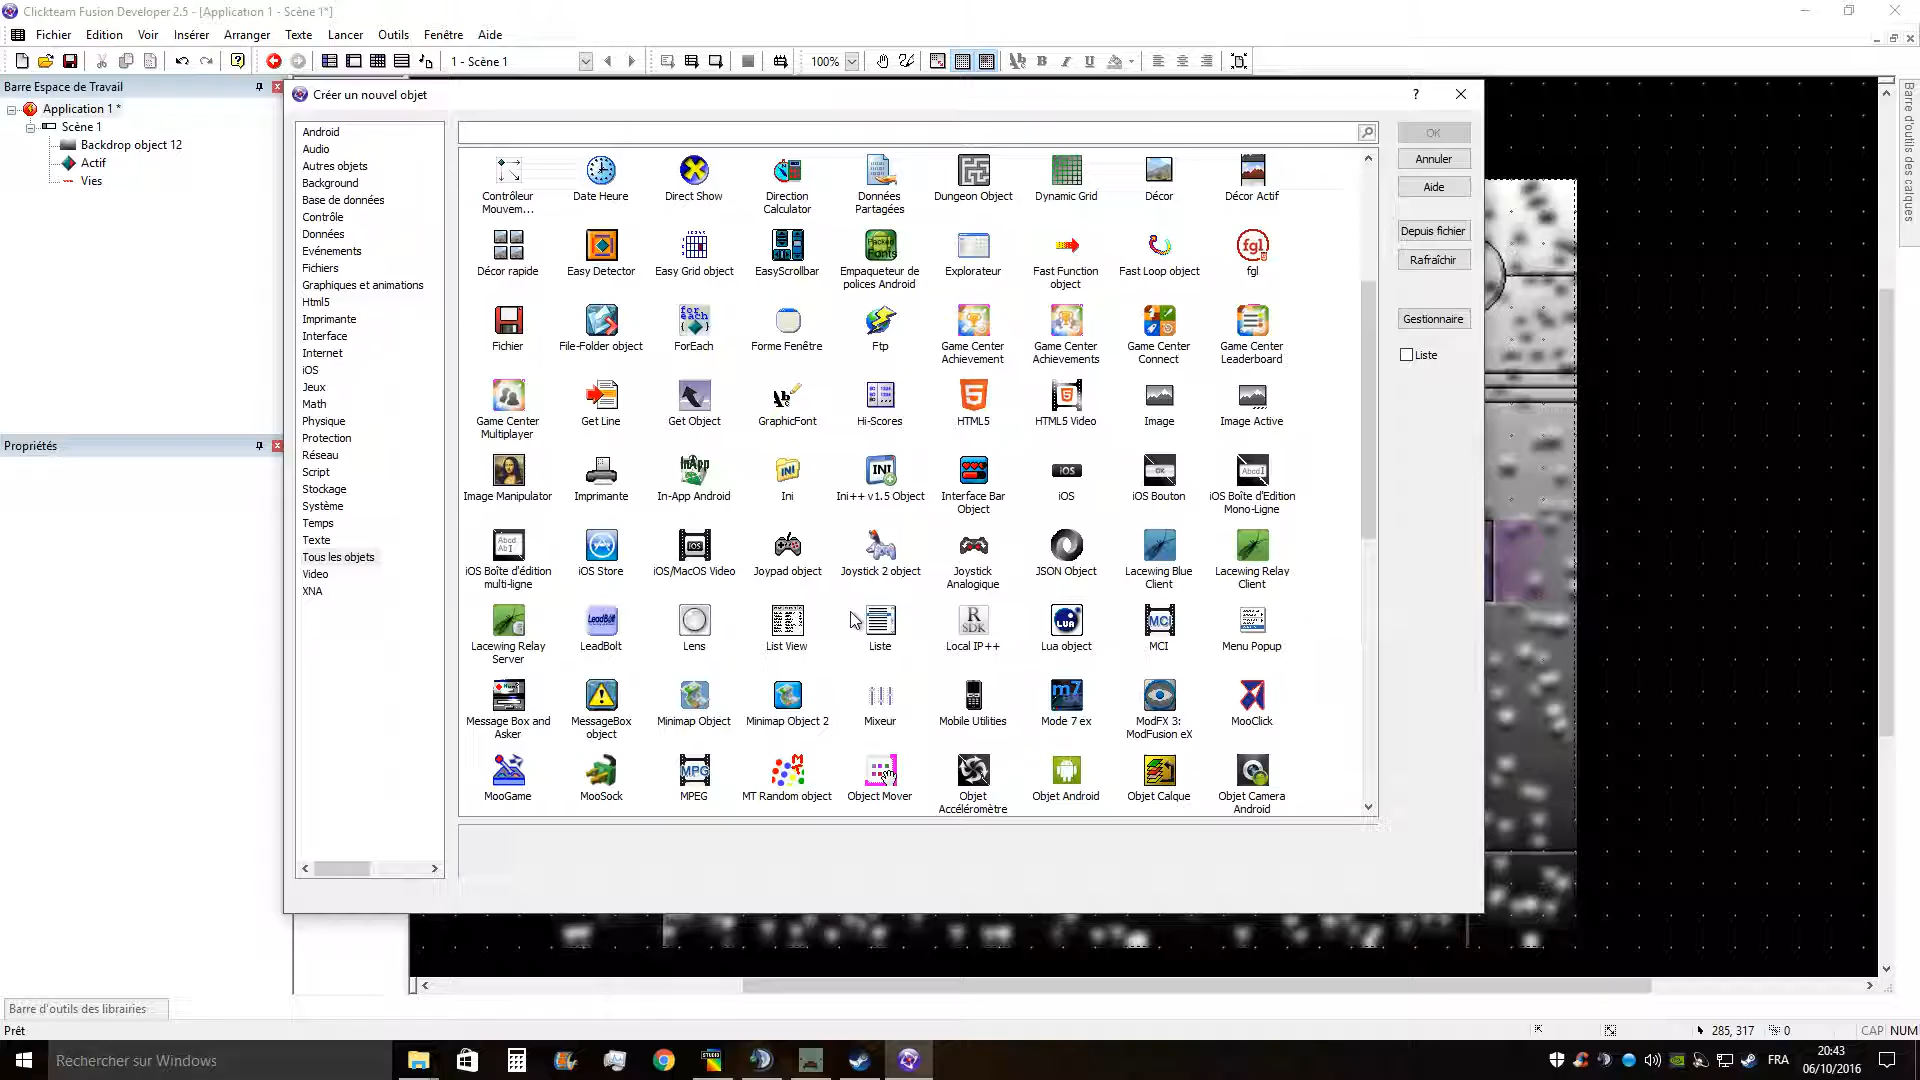 Clickteam Fusion Developer 2.5 - [Application 1 - Scène 1*]
Fichier Edition Voir Insérer Arranger Texte Lancer Outils Fenêtre Aide
1 - Scène 1 100%
Barre Espace de Travail
Application 1 *
Scène 1
Backdrop object 12
Actif
Vies
Propriétés
Barre d'outils des calques
Créer un nouvel objet
Android
Audio
Autres objets
Background
Base de données
Contrôle
Données
Evénements
Fichiers
Graphiques et animations
Html5
Imprimante
Interface
Internet
iOS
Jeux
Math
Physique
Protection
Réseau
Script
Stockage
Système
Temps
Texte
Tous les objets
Video
XNA
Contrôleur Mouvem...
Date Heure
Direct Show
Direction Calculator
Données Partagées
Dungeon Object
Dynamic Grid
Décor
Décor Actif
Décor rapide
Easy Detector
Easy Grid object
EasyScrollbar
Empaqueteur de polices Android
Explorateur
Fast Function object
Fast Loop object
fgl
Fichier
File-Folder object
ForEach
Forme Fenêtre
Ftp
Game Center Achievement
Game Center Achievements
Game Center Connect
Game Center Leaderboard
Game Center Multiplayer
Get Line
Get Object
GraphicFont
Hi-Scores
HTML5
HTML5 Video
Image
Image Active
Image Manipulator
Imprimante
In-App Android
Ini
Ini++ v1.5 Object
Interface Bar Object
iOS
iOS Bouton
iOS Boîte d'Edition Mono-Ligne
iOS Boîte d'édition multi-ligne
iOS Store
iOS/MacOS Video
Joypad object
Joystick 2 object
Joystick Analogique
JSON Object
Lacewing Blue Client
Lacewing Relay Client
Lacewing Relay Server
LeadBolt
Lens
List View
Liste
Local IP++
Lua object
MCI
Menu Popup
Message Box and Asker
MessageBox object
Minimap Object
Minimap Object 2
Mixeur
Mobile Utilities
Mode 7 ex
ModFX 3: ModFusion eX
MooClick
MooGame
MooSock
MPEG
MT Random object
Object Mover
Objet Accéléromètre
Objet Android
Objet Calque
Objet Camera Android
OK
Annuler
Aide
Depuis fichier
Rafraîchir
Gestionnaire
Liste
Barre d'outils des librairies
Prêt
285, 317
0
CAP NUM
Rechercher sur Windows
FRA
20:43
06/10/2016